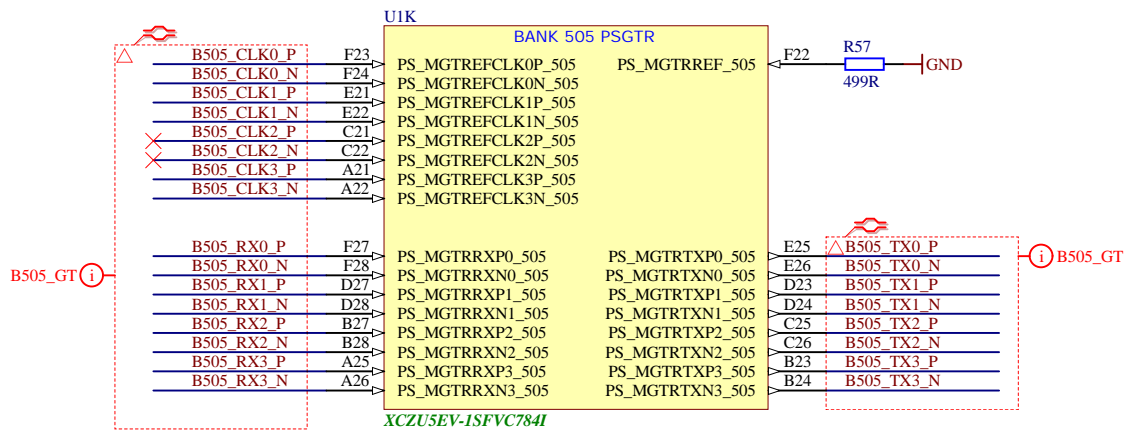 U1K
BANK 505 PSGTR
B505_CLK0_P F23 PS_MGTREFCLK0P_505 PS_MGTRREF_505 F22 R57 GND
499R
B505_CLK0_N F24 PS_MGTREFCLK0N_505
B505_CLK1_P E21 PS_MGTREFCLK1P_505
B505_CLK1_N E22 PS_MGTREFCLK1N_505
B505_CLK2_P C21 PS_MGTREFCLK2P_505
B505_CLK2_N C22 PS_MGTREFCLK2N_505
B505_CLK3_P A21 PS_MGTREFCLK3P_505
B505_CLK3_N A22 PS_MGTREFCLK3N_505
B505_RX0_P F27 PS_MGTRRXP0_505 PS_MGTRTXP0_505 E25 B505_TX0_P
B505_RX0_N F28 PS_MGTRRXN0_505 PS_MGTRTXN0_505 E26 B505_TX0_N
B505_GT i i B505_GT
B505_RX1_P D27 PS_MGTRRXP1_505 PS_MGTRTXP1_505 D23 B505_TX1_P
B505_RX1_N D28 PS_MGTRRXN1_505 PS_MGTRTXN1_505 D24 B505_TX1_N
B505_RX2_P B27 PS_MGTRRXP2_505 PS_MGTRTXP2_505 C25 B505_TX2_P
B505_RX2_N B28 PS_MGTRRXN2_505 PS_MGTRTXN2_505 C26 B505_TX2_N
B505_RX3_P A25 PS_MGTRRXP3_505 PS_MGTRTXP3_505 B23 B505_TX3_P
B505_RX3_N A26 PS_MGTRRXN3_505 PS_MGTRTXN3_505 B24 B505_TX3_N
XCZU5EV-1SFVC784I